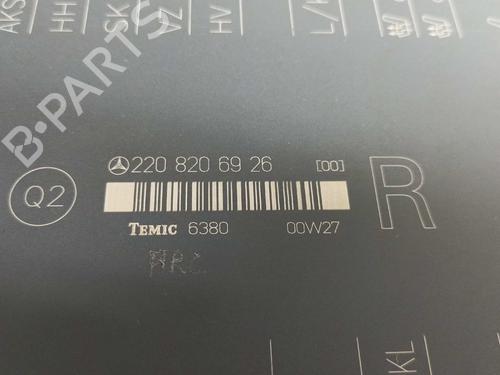 AKS
HH
SK
VZ
HV
B-PARTS
220 820 69 26 [00]
Q2
R
TEMIC 6380 00W27
KL